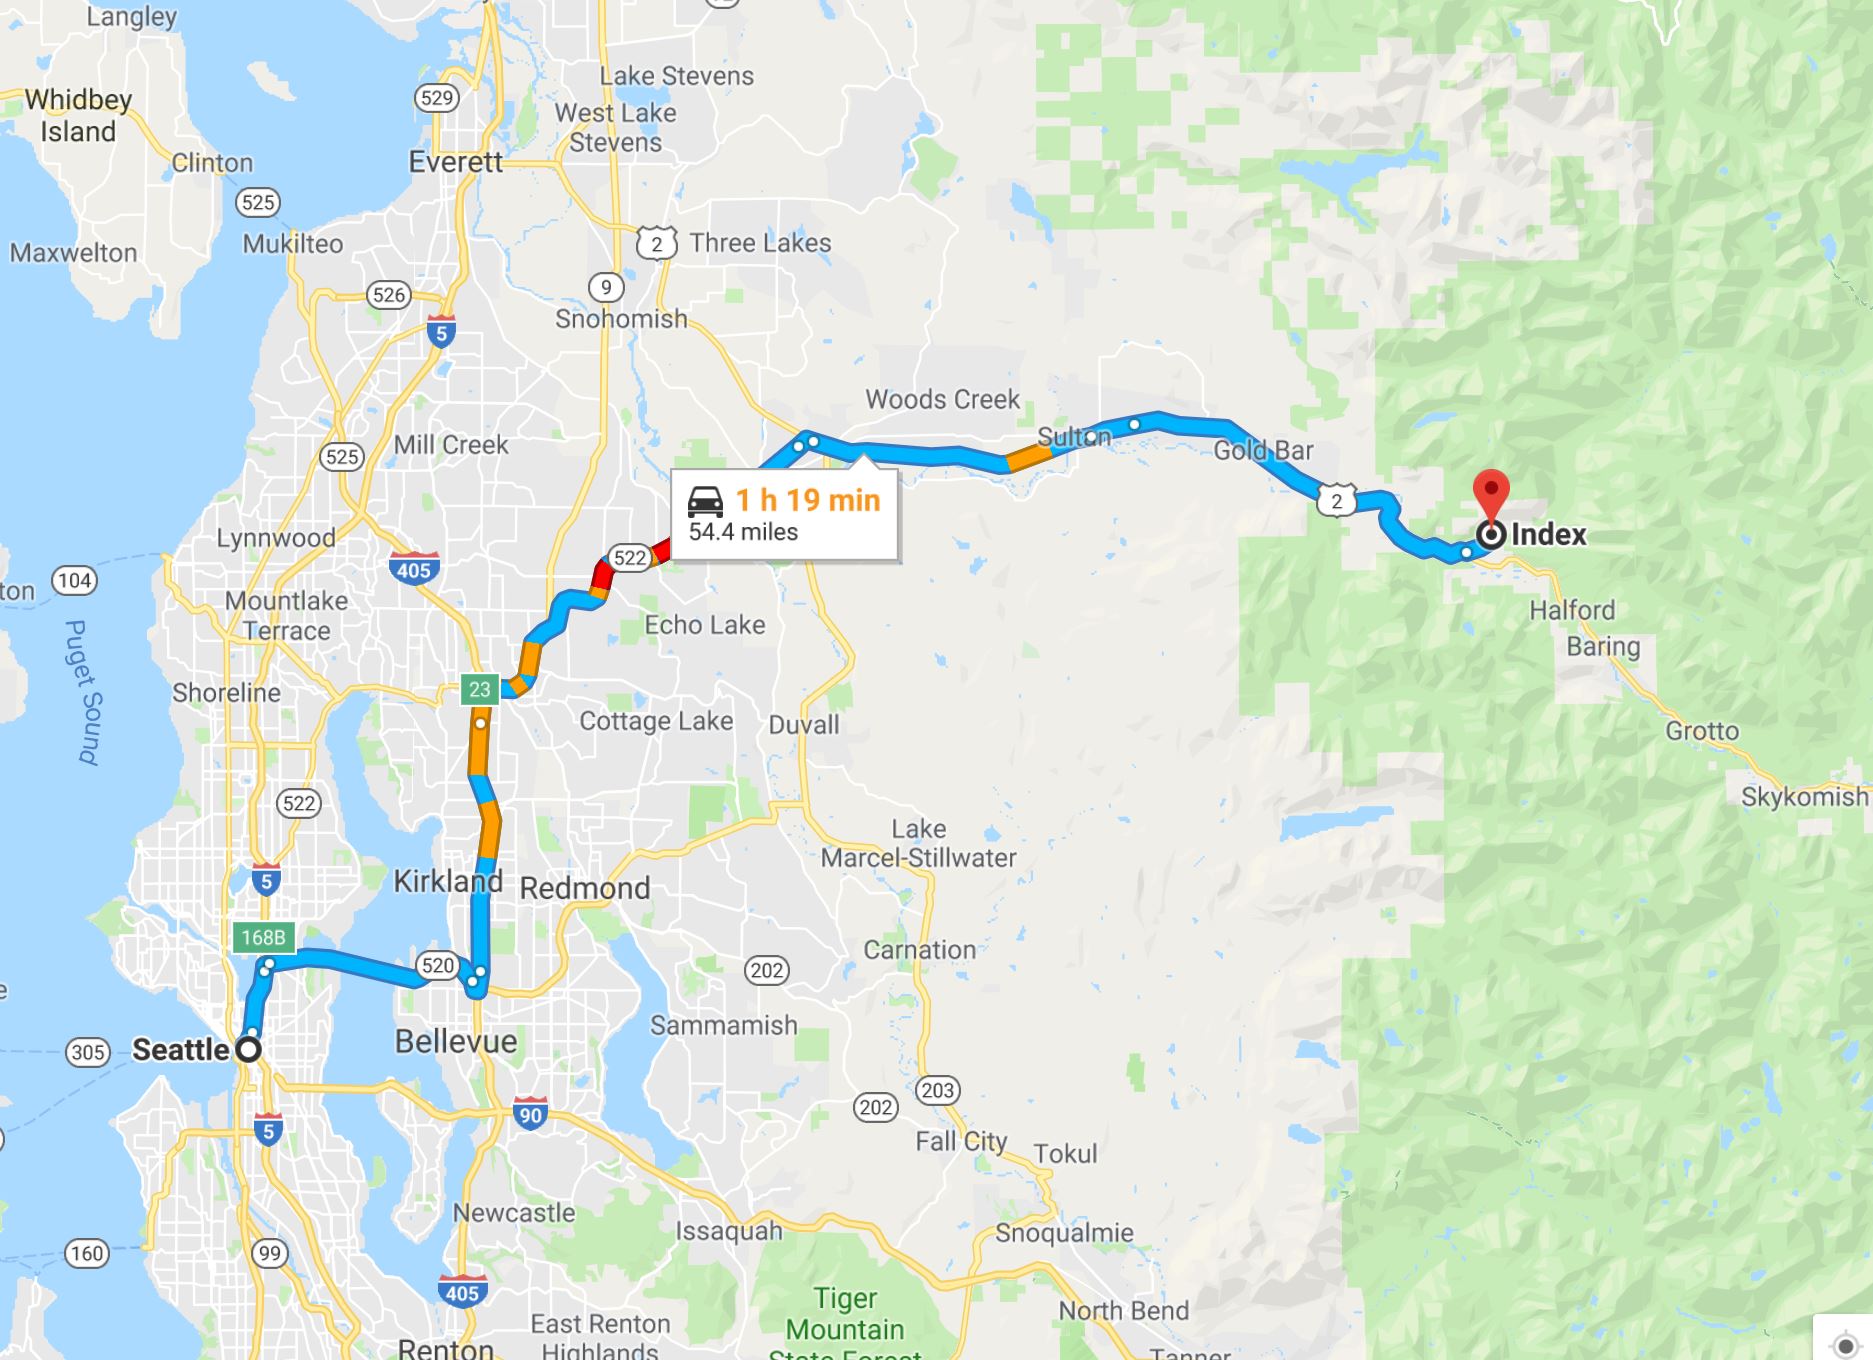 Langley
Lake Stevens
Whidbey
Island
529
West Lake
Stevens
Clinton
Everett
525
Mukilteo
2
Three Lakes
Maxwelton
526
9
5
Snohomish
Woods Creek
Mill Creek
Sultan
Gold Bar
525
1 h 19 min
54.4 miles
2
Index
Lynnwood
522
405
104
ton
Mountlake
Terrace
Echo Lake
Halford
Baring
Puget Sound
Shoreline
23
Cottage Lake
Duvall
Grotto
522
Skykomish
Lake
Marcel-Stillwater
5
Kirkland
Redmond
168B
Carnation
520
202
Sammamish
Seattle
305
Bellevue
203
202
90
5
Fall City
Tokul
Newcastle
Issaquah
Snoqualmie
160
99
405
Tiger
Mountain
State Forest
North Bend
East Renton
Highlands
Renton
Tanner